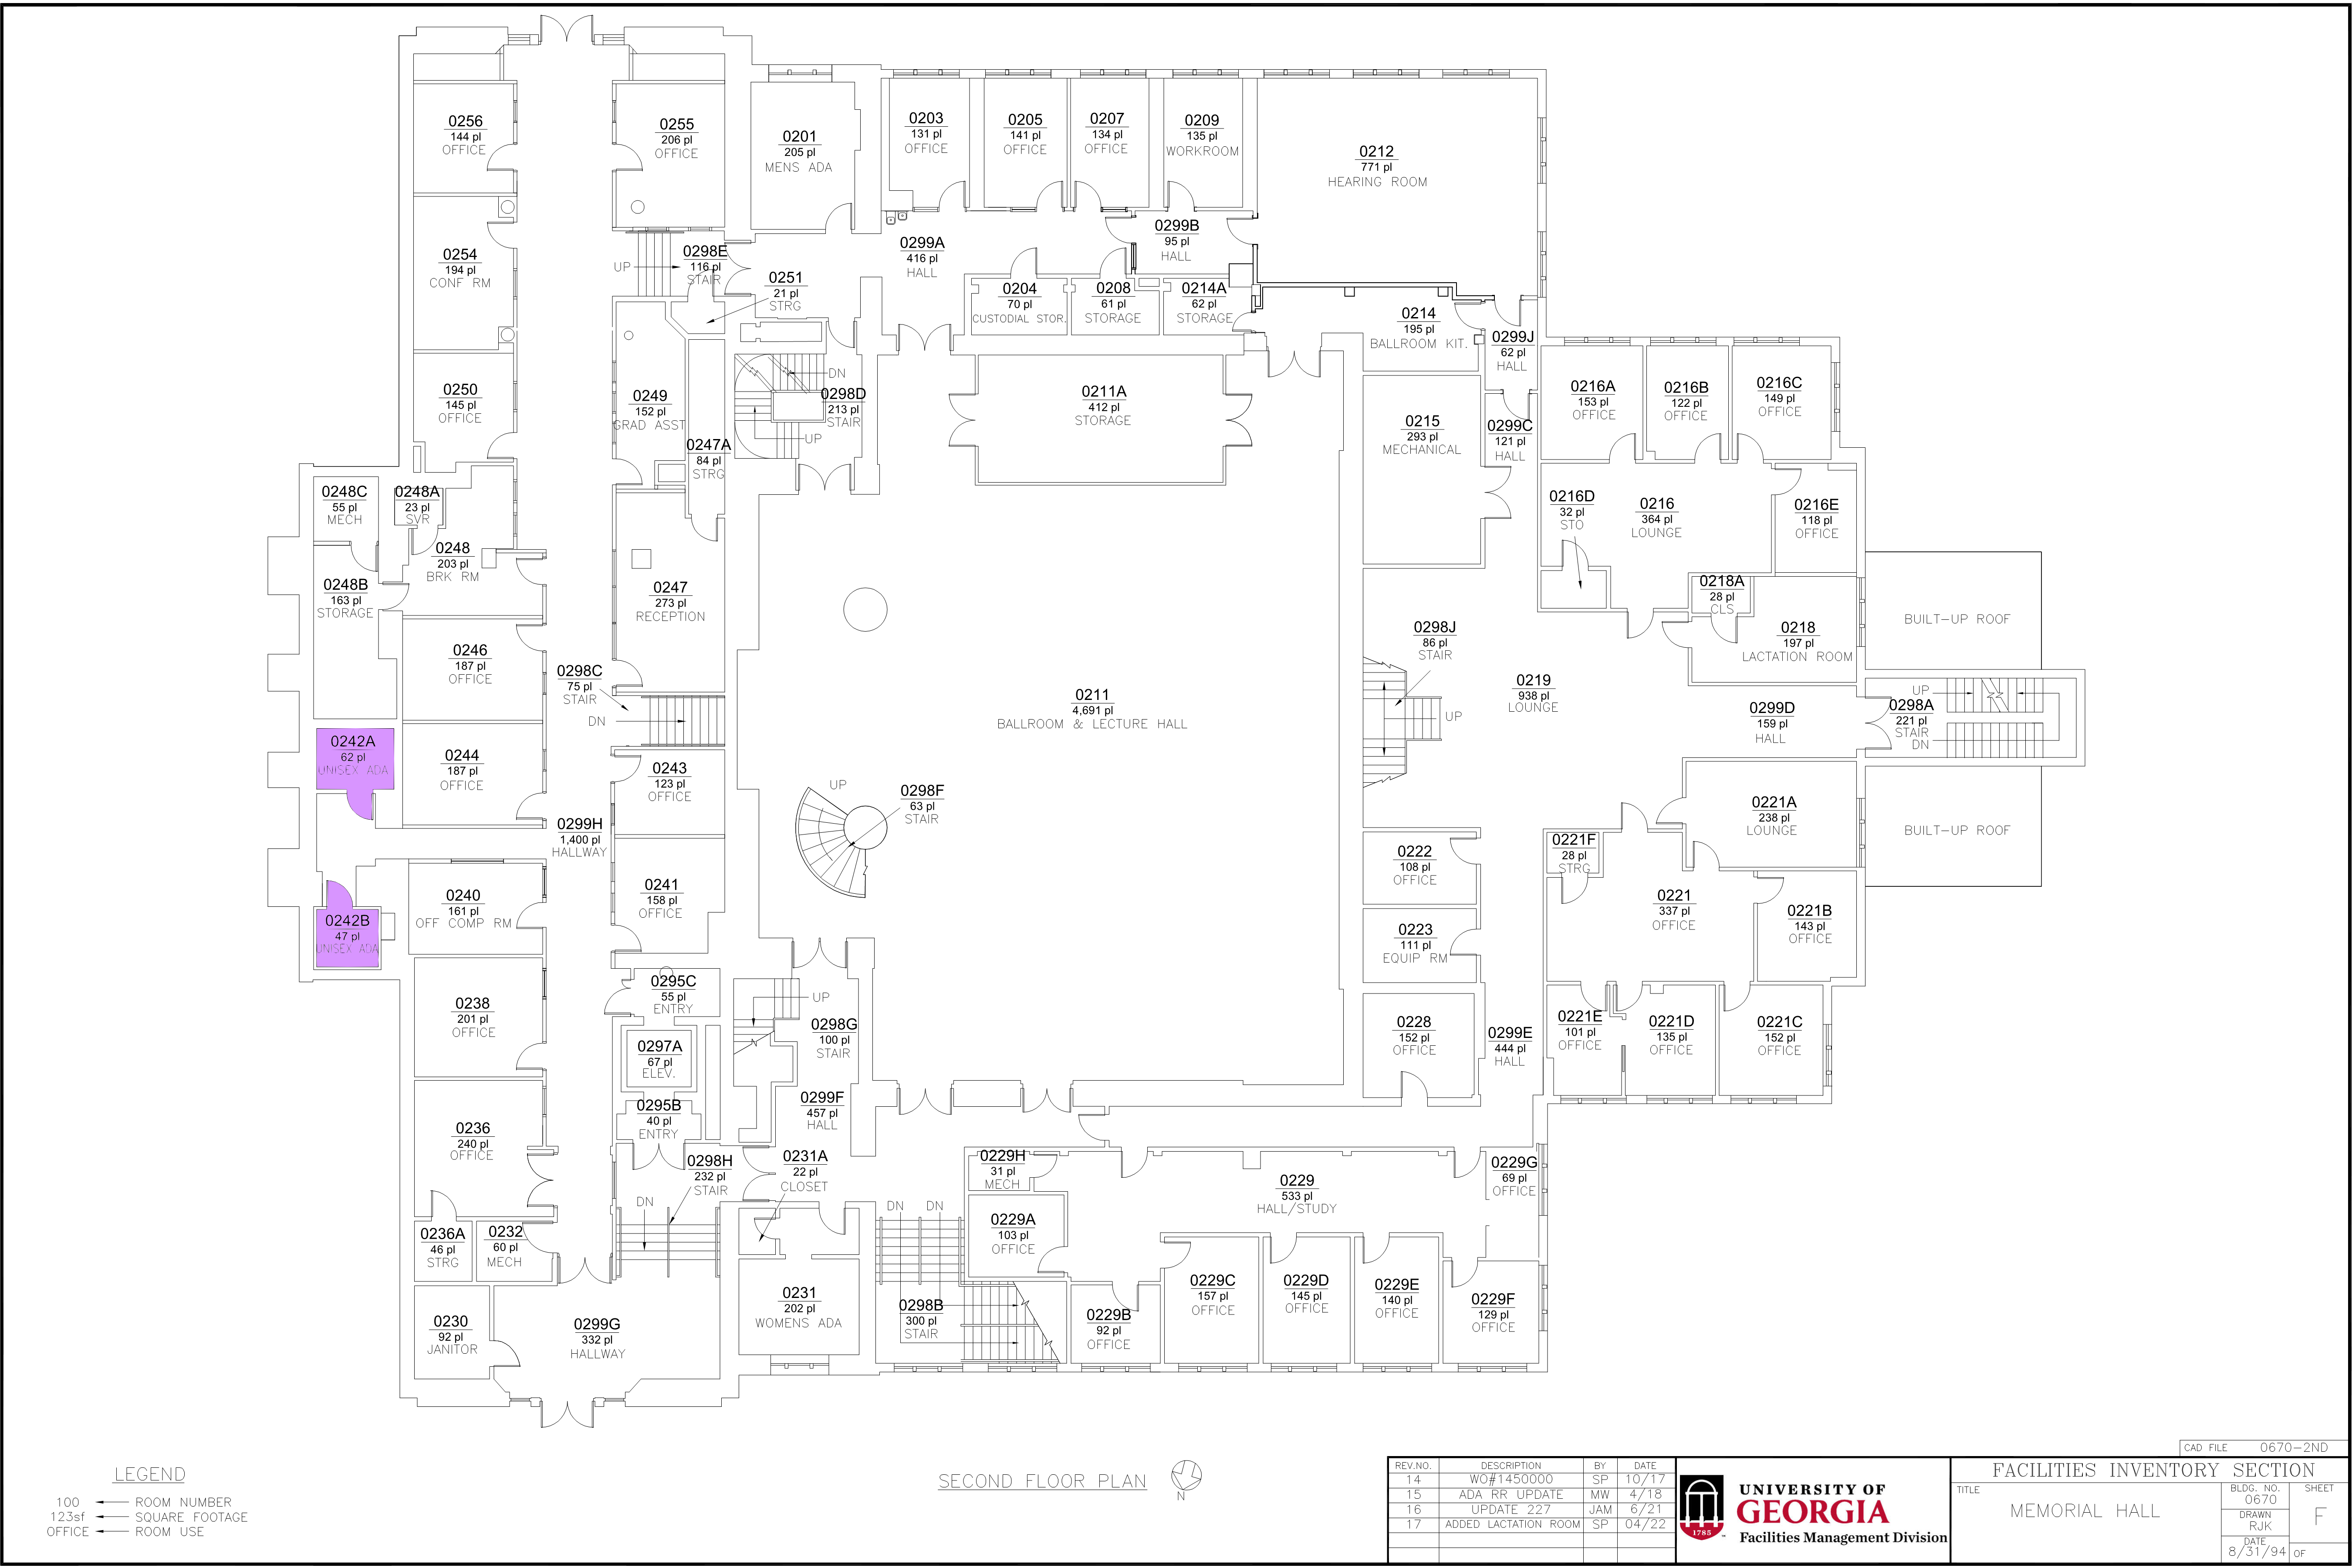 0256
144 pl
OFFICE
0255
206 pl
OFFICE
0201
205 pl
MENS ADA
0203
131 pl
OFFICE
0205
141 pl
OFFICE
0207
134 pl
OFFICE
0209
135 pl
WORKROOM
0212
771 pl
HEARING ROOM
0254
194 pl
CONF RM
UP
0298E
116 pl
STAIR
0251
21 pl
STRG
0299A
416 pl
HALL
0299B
95 pl
HALL
0204
70 pl
CUSTODIAL STOR.
0208
61 pl
STORAGE
0214A
62 pl
STORAGE
0214
195 pl
BALLROOM KIT.
0299J
62 pl
HALL
0250
145 pl
OFFICE
0249
152 pl
GRAD ASST
0247A
84 pl
STRG
DN
0298D
213 pl
STAIR
UP
0211A
412 pl
STORAGE
0215
293 pl
MECHANICAL
0299C
121 pl
HALL
0216A
153 pl
OFFICE
0216B
122 pl
OFFICE
0216C
149 pl
OFFICE
0248C
55 pl
MECH
0248A
23 pl
SVR
0248
203 pl
BRK RM
0248B
163 pl
STORAGE
0247
273 pl
RECEPTION
0216D
32 pl
STO
0216
364 pl
LOUNGE
0216E
118 pl
OFFICE
0218A
28 pl
CLS
0218
197 pl
LACTATION ROOM
BUILT-UP ROOF
0246
187 pl
OFFICE
0298C
75 pl
STAIR
DN
0211
4,691 pl
BALLROOM & LECTURE HALL
0298J
86 pl
STAIR
UP
0219
938 pl
LOUNGE
0299D
159 pl
HALL
UP
0298A
221 pl
STAIR
DN
0242A
62 pl
UNISEX ADA
0244
187 pl
OFFICE
0243
123 pl
OFFICE
UP
0298F
63 pl
STAIR
0299H
1,400 pl
HALLWAY
0221A
238 pl
LOUNGE
BUILT-UP ROOF
0222
108 pl
OFFICE
0221F
28 pl
STRG
0240
161 pl
OFF COMP RM
0241
158 pl
OFFICE
0242B
47 pl
UNISEX ADA
0221
337 pl
OFFICE
0221B
143 pl
OFFICE
0223
111 pl
EQUIP RM
0238
201 pl
OFFICE
0295C
55 pl
ENTRY
UP
0298G
100 pl
STAIR
0297A
67 pl
ELEV.
0228
152 pl
OFFICE
0299E
444 pl
HALL
0221E
101 pl
OFFICE
0221D
135 pl
OFFICE
0221C
152 pl
OFFICE
0236
240 pl
OFFICE
0295B
40 pl
ENTRY
0299F
457 pl
HALL
0298H
232 pl
STAIR
DN
0231A
22 pl
CLOSET
0229H
31 pl
MECH
0229
533 pl
HALL/STUDY
0229G
69 pl
OFFICE
0236A
46 pl
STRG
0232
60 pl
MECH
DN DN
0229A
103 pl
OFFICE
0230
92 pl
JANITOR
0299G
332 pl
HALLWAY
0231
202 pl
WOMENS ADA
0298B
300 pl
STAIR
0229B
92 pl
OFFICE
0229C
157 pl
OFFICE
0229D
145 pl
OFFICE
0229E
140 pl
OFFICE
0229F
129 pl
OFFICE
LEGEND
100 ROOM NUMBER
123sf SQUARE FOOTAGE
OFFICE ROOM USE
SECOND FLOOR PLAN
N
CAD FILE 0670-2ND
REV.NO. DESCRIPTION BY DATE
14 WO#1450000 SP 10/17
15 ADA RR UPDATE MW 4/18
16 UPDATE 227 JAM 6/21
17 ADDED LACTATION ROOM SP 04/22
1785
UNIVERSITY OF
GEORGIA
Facilities Management Division
FACILITIES INVENTORY SECTION
TITLE
MEMORIAL HALL
BLDG. NO.
0670
DRAWN
RJK
DATE
8/31/94
SHEET
F
OF